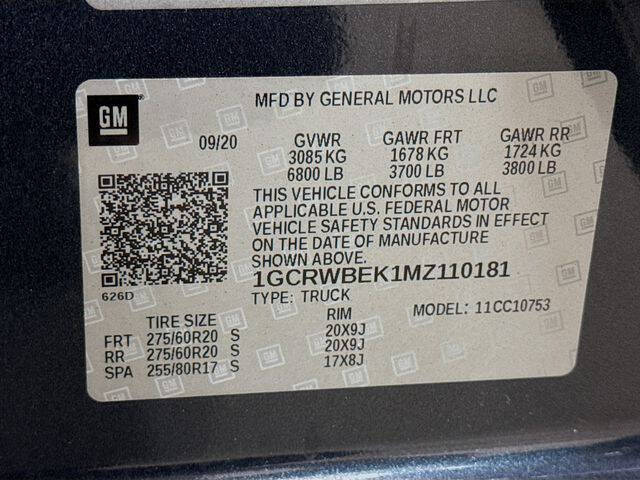 GM
MFD BY GENERAL MOTORS LLC
09/20 GVWR GAWR FRT GAWR RR
3085 KG 1678 KG 1724 KG
6800 LB 3700 LB 3800 LB
THIS VEHICLE CONFORMS TO ALL
APPLICABLE U.S. FEDERAL MOTOR
VEHICLE SAFETY STANDARDS IN EFFECT
ON THE DATE OF MANUFACTURE
SHOWN ABOVE.
626D
1GCRWBEK1MZ110181
TYPE: TRUCK MODEL: 11CC10753
TIRE SIZE RIM
FRT 275/60R20 S 20X9J
RR 275/60R20 S 20X9J
SPA 255/80R17 S 17X8J